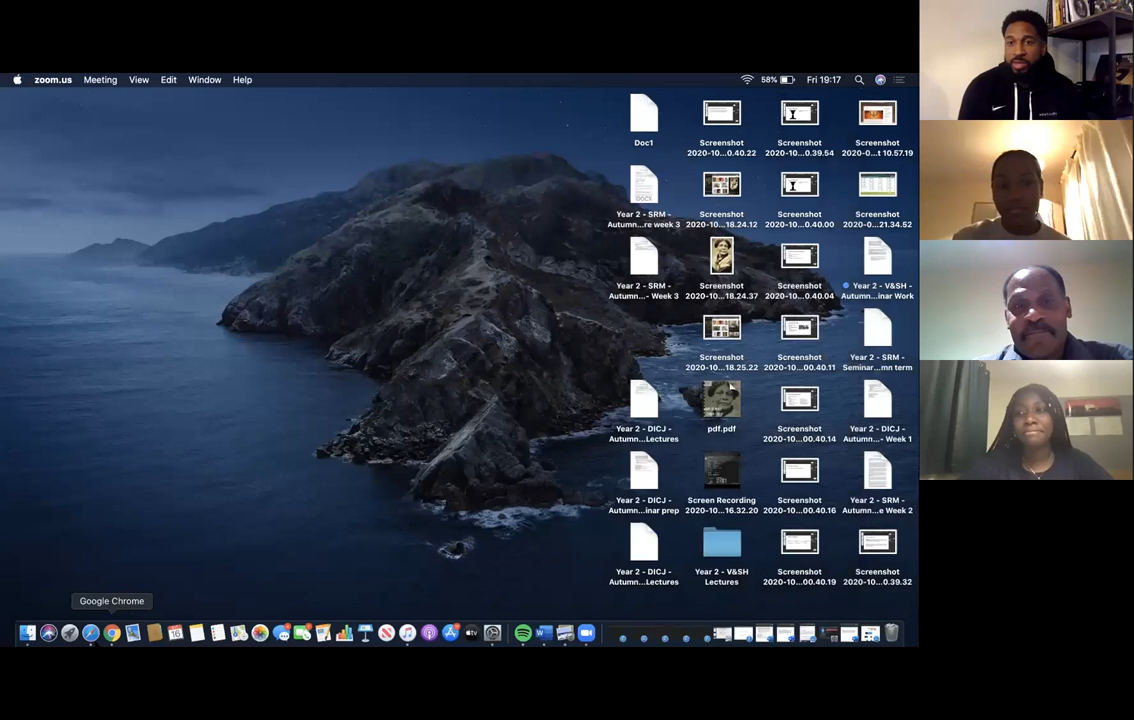 zoom.us Meeting View Edit Window Help 58% Fri 19:17
Doc1
Screenshot
2020-10...0.40.22
Screenshot
2020-10...0.39.54
Screenshot
2020-0...t 10.57.19
DOCX
Year 2 - SRM -
Autumn...re week 3
Screenshot
2020-10...18.24.12
Screenshot
2020-10...0.40.00
Screenshot
2020-0...21.34.52
Year 2 - SRM -
Autumn...- Week 3
Screenshot
2020-10...18.24.37
Screenshot
2020-10...0.40.04
Year 2 - V&SH -
Autumn...inar Work
Screenshot
2020-10...18.25.22
Screenshot
2020-10...00.40.11
Year 2 - SRM -
Seminar...mn term
Year 2 - DICJ -
Autumn...Lectures
pdf.pdf
Screenshot
2020-10...00.40.14
Year 2 - DICJ -
Autumn...- Week 1
Year 2 - DICJ -
Autumn...inar prep
Screen Recording
2020-10...16.32.20
Screenshot
2020-10...00.40.16
Year 2 - SRM -
Autumn...e Week 2
Year 2 - DICJ -
Autumn...Lectures
Year 2 - V&SH
Lectures
Screenshot
2020-10...00.40.19
Screenshot
2020-10...0.39.32
Google Chrome
16
tv